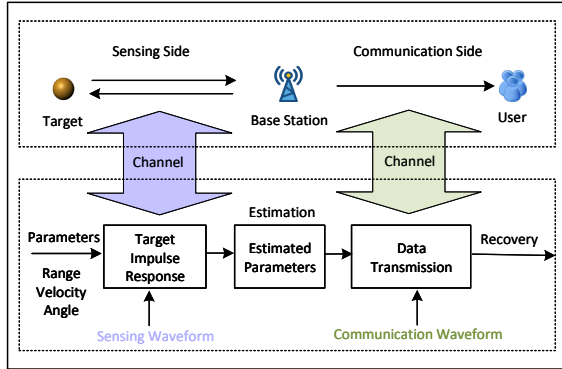 Sensing Side
Communication Side
Target
Base Station
User
Channel
Channel
Estimation
Parameters
Range
Velocity
Angle
Target
Impulse
Response
Estimated
Parameters
Data
Transmission
Recovery
Sensing Waveform
Communication Waveform